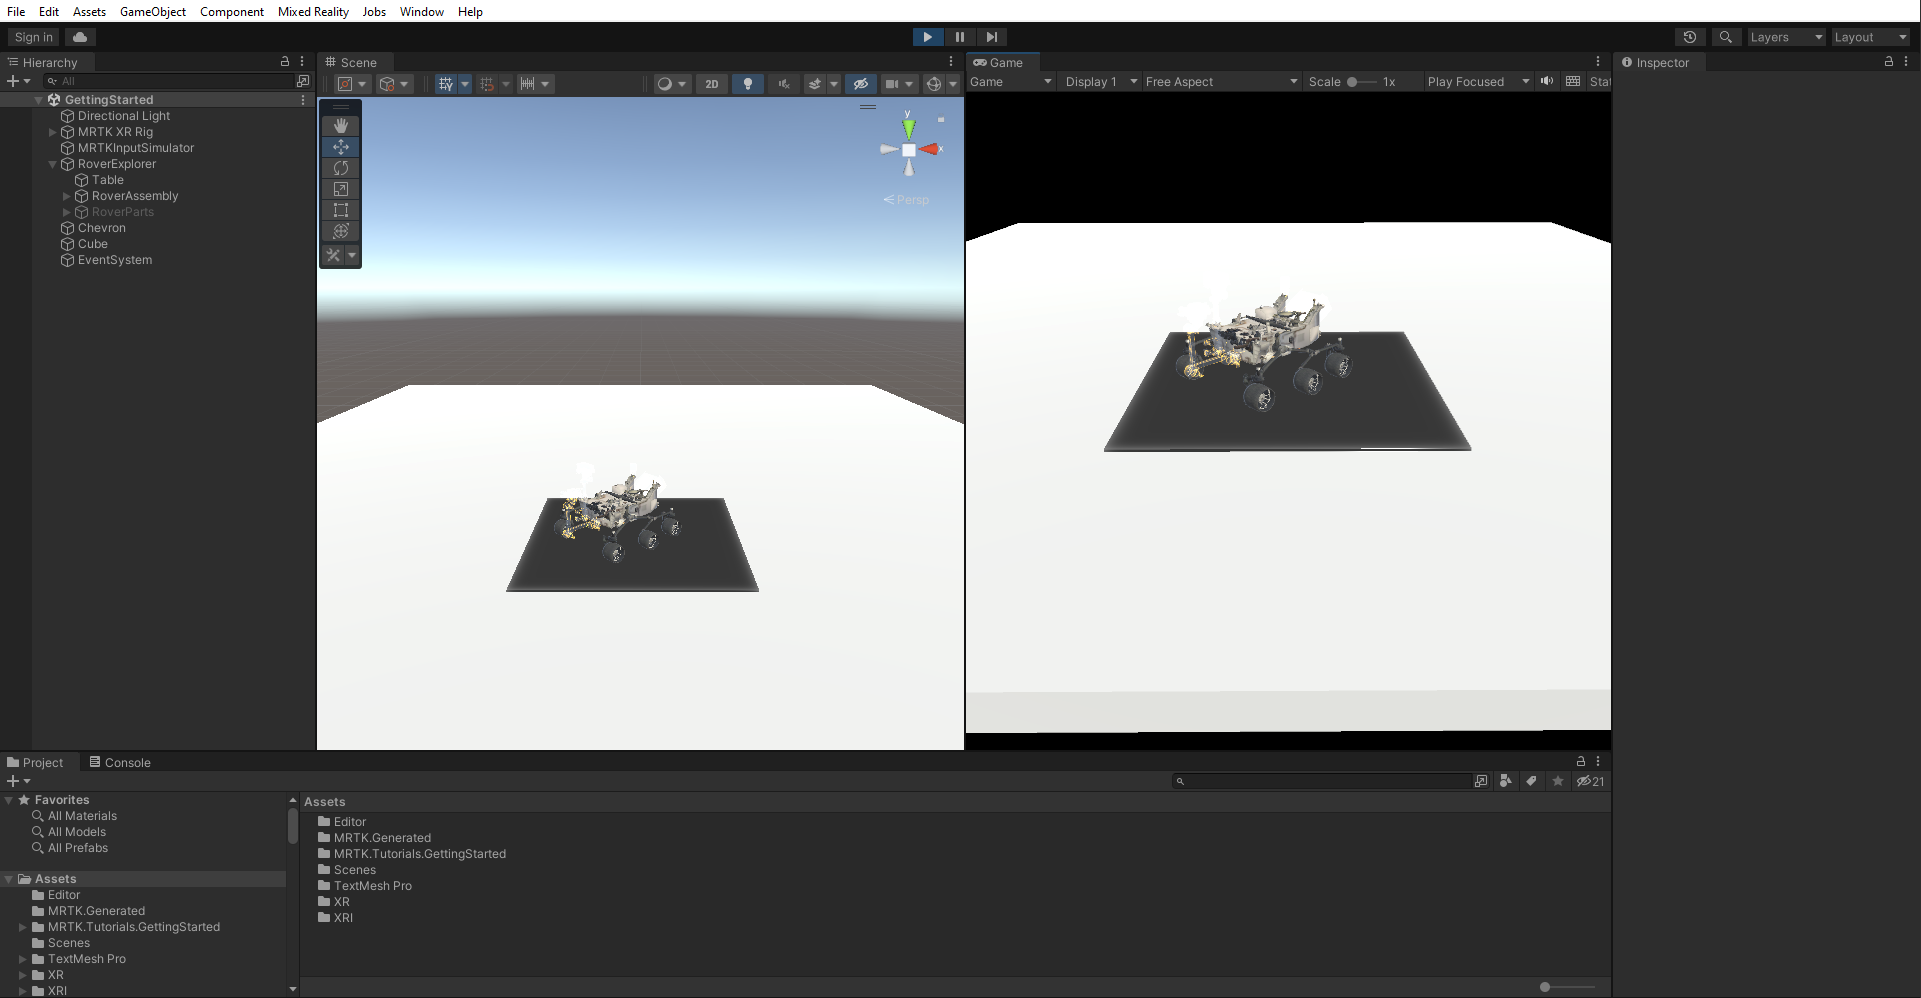 File Edit Assets GameObject Component Mixed Reality Jobs Window Help
Sign in
Layers
Layout
Hierarchy
All
GettingStarted
Directional Light
MRTK XR Rig
MRTKInputSimulator
RoverExplorer
Table
RoverAssembly
RoverParts
Chevron
Cube
EventSystem
Scene
2D
y
x
Persp
Game
Game
Display 1
Free Aspect
Scale
1x
Play Focused
Stat
Inspector
Project
Console
21
Favorites
All Materials
All Models
All Prefabs
Assets
Editor
MRTK.Generated
MRTK.Tutorials.GettingStarted
Scenes
TextMesh Pro
XR
XRI
Assets
Editor
MRTK.Generated
MRTK.Tutorials.GettingStarted
Scenes
TextMesh Pro
XR
XRI